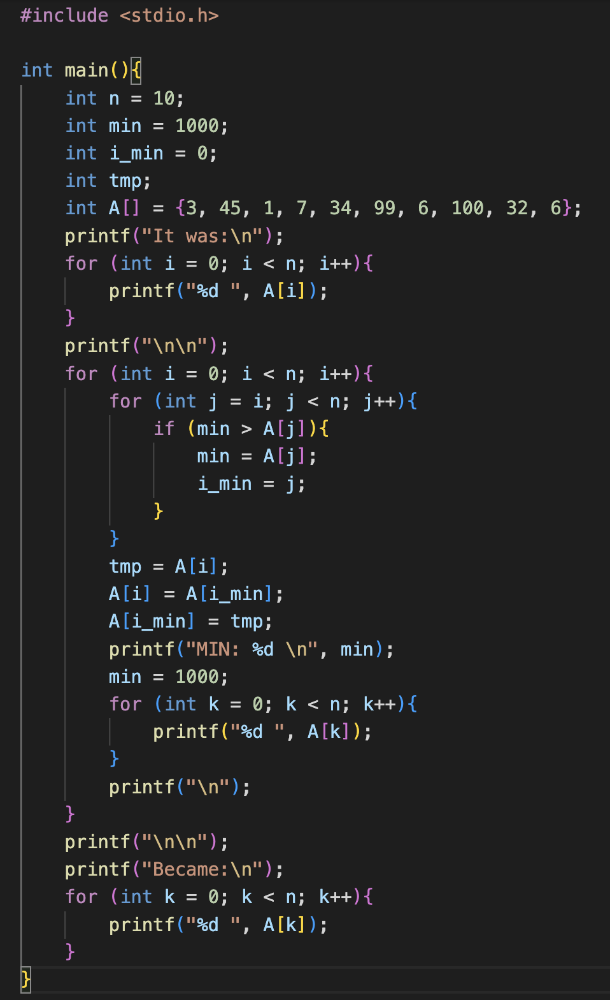 #include <stdio.h>

int main(){
    int n = 10;
    int min = 1000;
    int i_min = 0;
    int tmp;
    int A[] = {3, 45, 1, 7, 34, 99, 6, 100, 32, 6};
    printf("It was:\n");
    for (int i = 0; i < n; i++){
        printf("%d ", A[i]);
    }
    printf("\n\n");
    for (int i = 0; i < n; i++){
        for (int j = i; j < n; j++){
            if (min > A[j]){
                min = A[j];
                i_min = j;
            }
        }
        tmp = A[i];
        A[i] = A[i_min];
        A[i_min] = tmp;
        printf("MIN: %d \n", min);
        min = 1000;
        for (int k = 0; k < n; k++){
            printf("%d ", A[k]);
        }
        printf("\n");
    }
    printf("\n\n");
    printf("Became:\n");
    for (int k = 0; k < n; k++){
        printf("%d ", A[k]);
    }
}